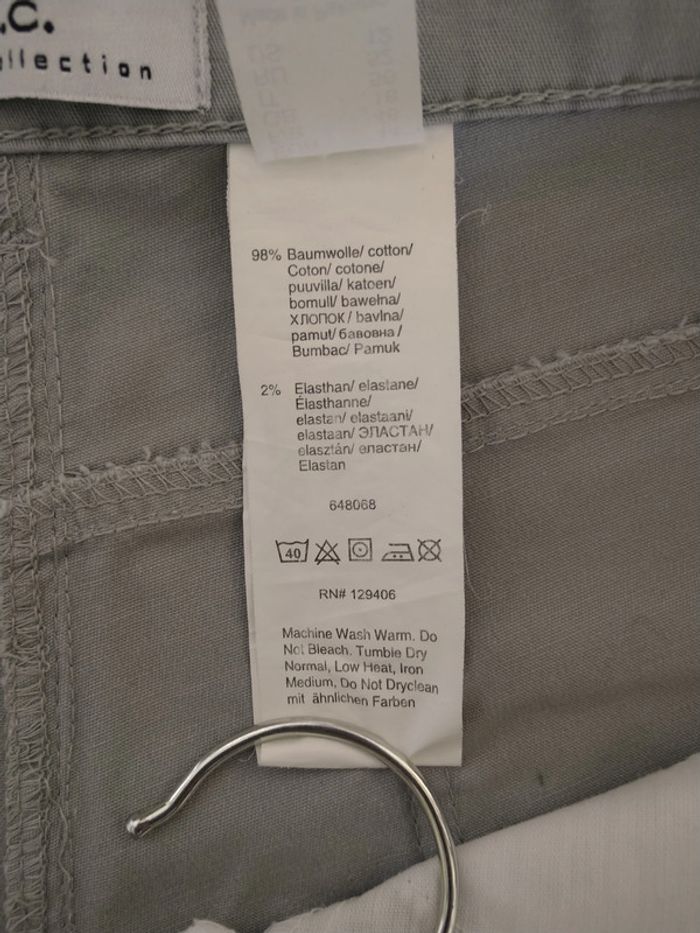 .C.
ollection
98% Baumwolle/ cotton/
Coton/ cotone/
puuvilla/ katoen/
bomull/ bawełna/
ХЛОПОК/ bavlna/
pamut/ бавовна/
Bumbac/ Pamuk
2% Elasthan/ elastane/
Élasthanne/
elastan/ elastaani/
elastaan/ ЭЛАСТАН/
elasztán/ еластан/
Elastan
648068
40
RN# 129406
Machine Wash Warm. Do
Not Bleach. Tumble Dry
Normal, Low Heat, Iron
Medium, Do Not Dryclean
mit ähnlichen Farben